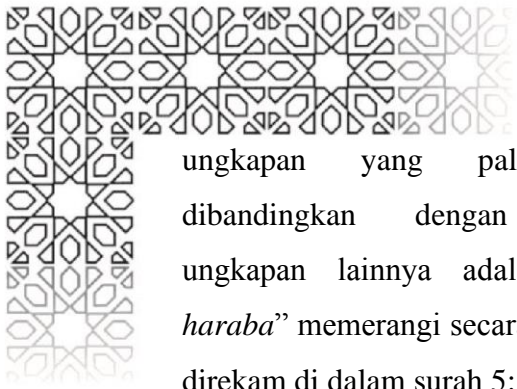 ungkapan yang pal
dibandingkan dengan
ungkapan lainnya adal
haraba” memerangi secar
direkam di dalam surah 5: